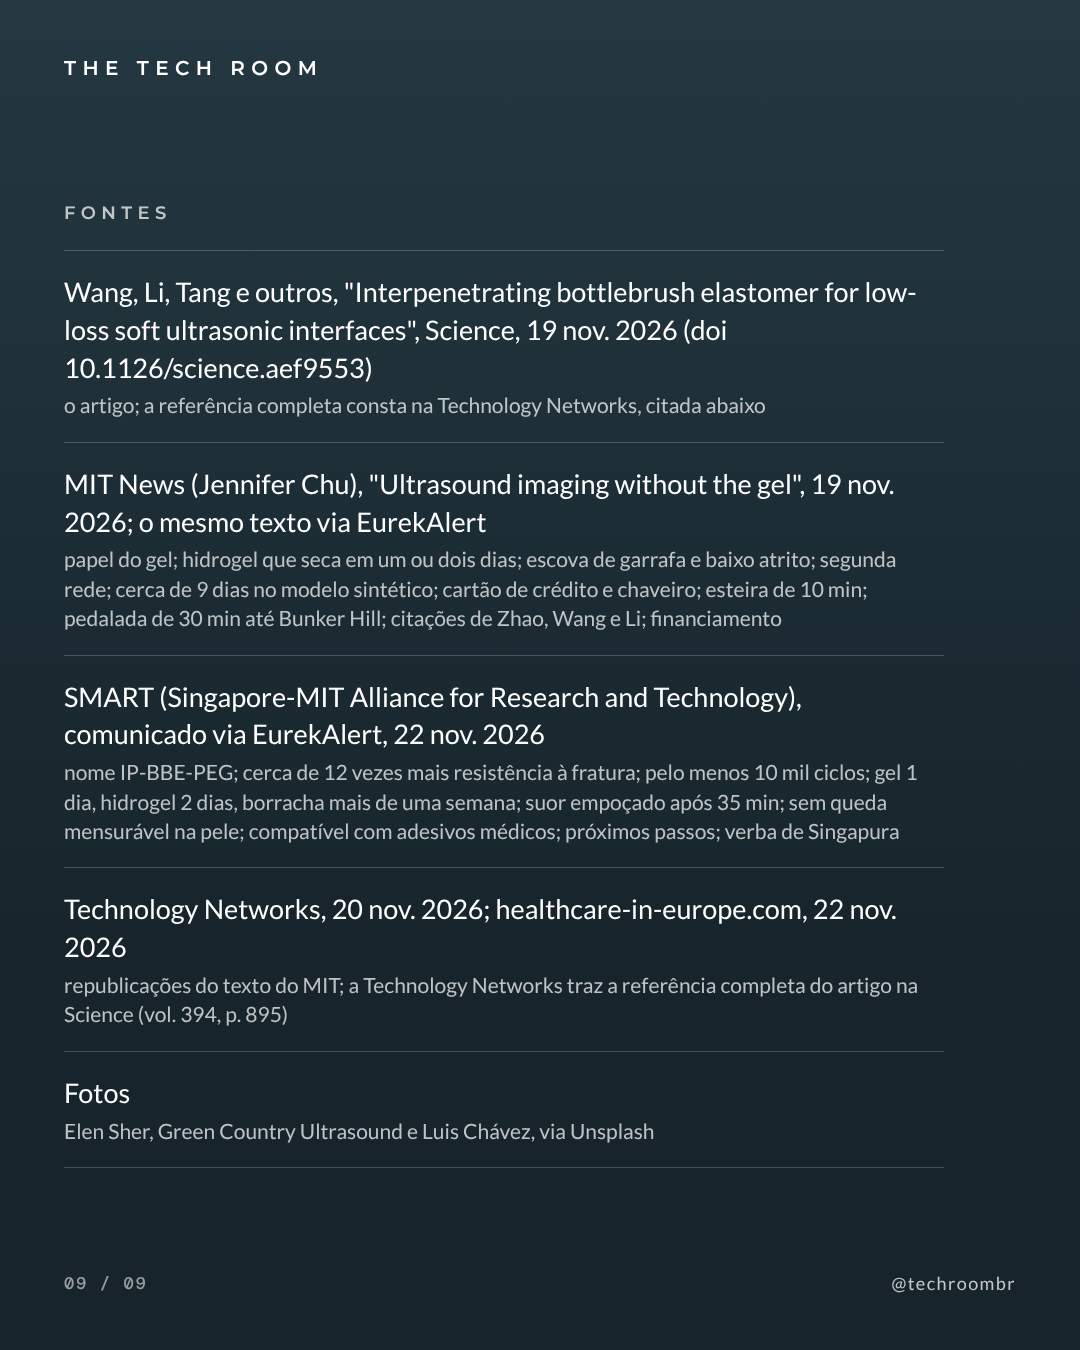 THE TECH ROOM
FONTES
Wang, Li, Tang e outros, "Interpenetrating bottlebrush elastomer for low-
loss soft ultrasonic interfaces", Science, 19 nov. 2026 (doi
10.1126/science.aef9553)
o artigo; a referência completa consta na Technology Networks, citada abaixo
MIT News (Jennifer Chu), "Ultrasound imaging without the gel", 19 nov.
2026; o mesmo texto via EurekAlert
papel do gel; hidrogel que seca em um ou dois dias; escova de garrafa e baixo atrito; segunda
rede; cerca de 9 dias no modelo sintético; cartão de crédito e chaveiro; esteira de 10 min;
pedalada de 30 min até Bunker Hill; citações de Zhao, Wang e Li; financiamento
SMART (Singapore-MIT Alliance for Research and Technology),
comunicado via EurekAlert, 22 nov. 2026
nome IP-BBE-PEG; cerca de 12 vezes mais resistência à fratura; pelo menos 10 mil ciclos; gel 1
dia, hidrogel 2 dias, borracha mais de uma semana; suor empoçado após 35 min; sem queda
mensurável na pele; compatível com adesivos médicos; próximos passos; verba de Singapura
Technology Networks, 20 nov. 2026; healthcare-in-europe.com, 22 nov.
2026
republicações do texto do MIT; a Technology Networks traz a referência completa do artigo na
Science (vol. 394, p. 895)
Fotos
Elen Sher, Green Country Ultrasound e Luis Chávez, via Unsplash
09 / 09
@techroombr